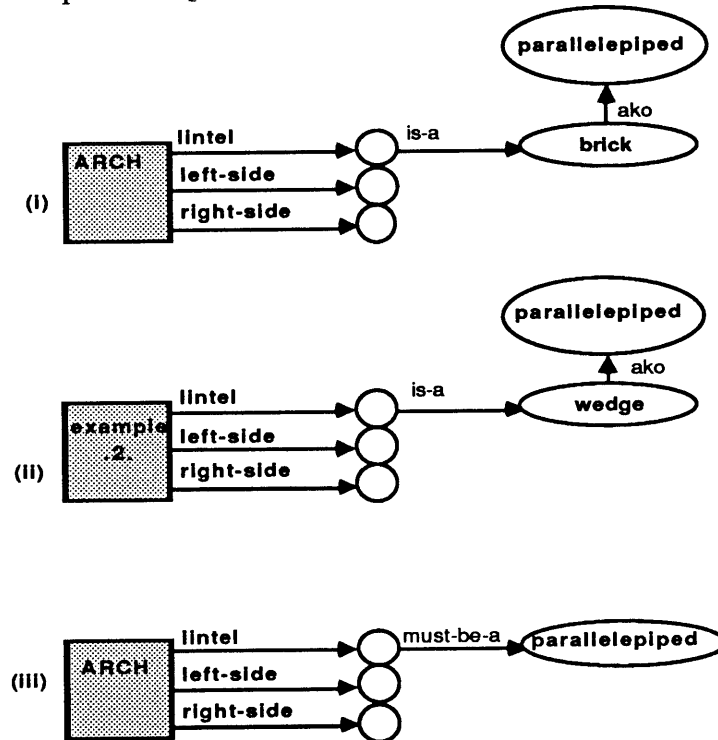 parallelepiped
ako
lintel
is-a
brick
ARCH
left-side
(i)
right-side
parallelepiped
ako
lintel
is-a
wedge
example
.2.
left-side
(ii)
right-side
lintel
must-be-a
parallelepiped
ARCH
left-side
(iii)
right-side